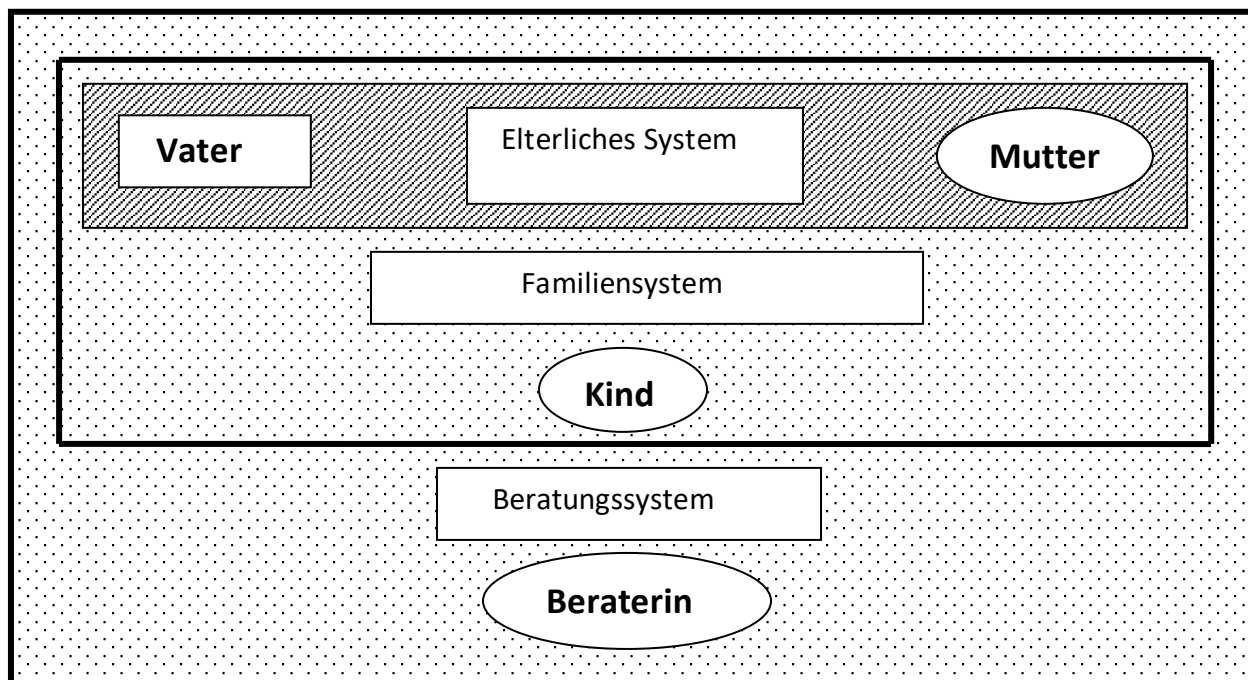 Vater
Elterliches System
Mutter
Familiensystem
Kind
Beratungssystem
Beraterin